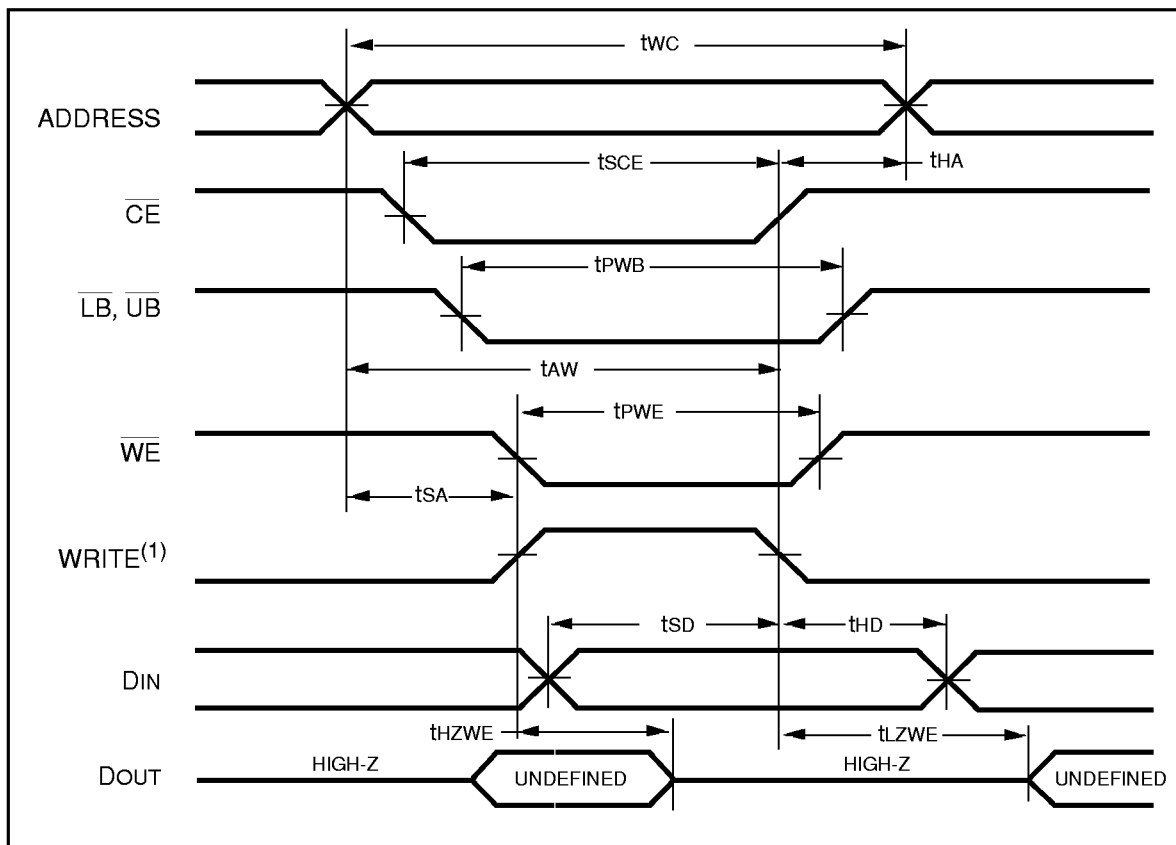 tWC
ADDRESS
tSCE
tHA
CE
tPWB
LB, UB
tAW
tPWE
WE
tSA
WRITE(1)
tSD
tHD
DIN
tHZWE
tLZWE
DOUT
HIGH-Z
UNDEFINED
HIGH-Z
UNDEFINED